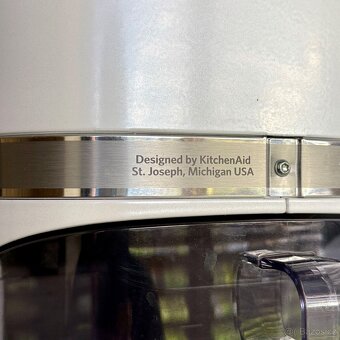 Designed by KitchenAid
St. Joseph, Michigan USA